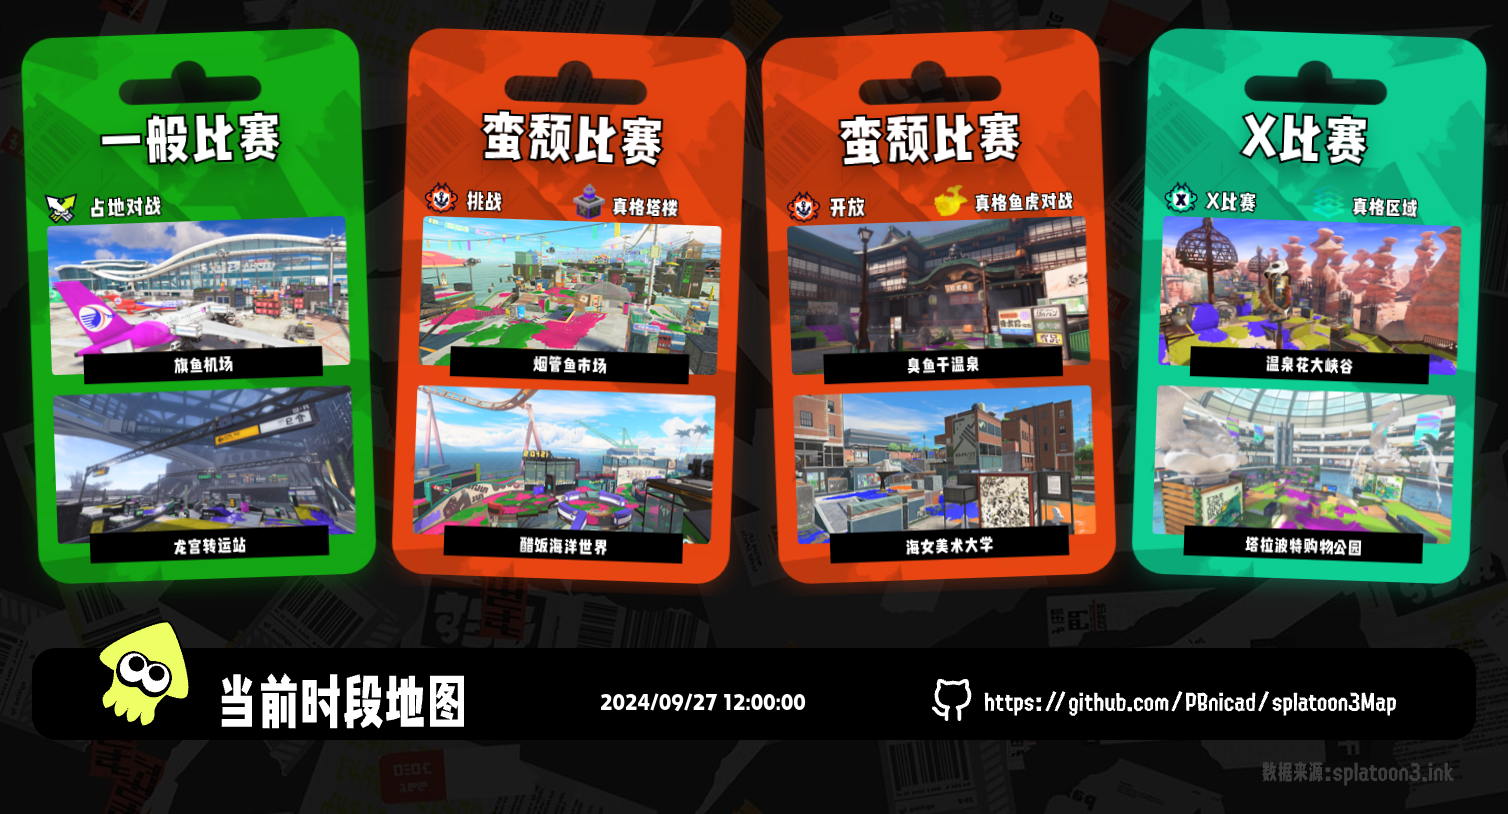 一般比赛
占地对战
旗鱼机场
龙宫转运站
蛮颓比赛
挑战
真格塔楼
烟管鱼市场
醋饭海洋世界
蛮颓比赛
开放
真格鱼虎对战
臭鱼干温泉
海女美术大学
X比赛
X比赛
真格区域
温泉花大峡谷
塔拉波特购物公园
当前时段地图
2024/09/27 12:00:00
https://github.com/PBnicad/splatoon3Map
数据来源:splatoon3.ink